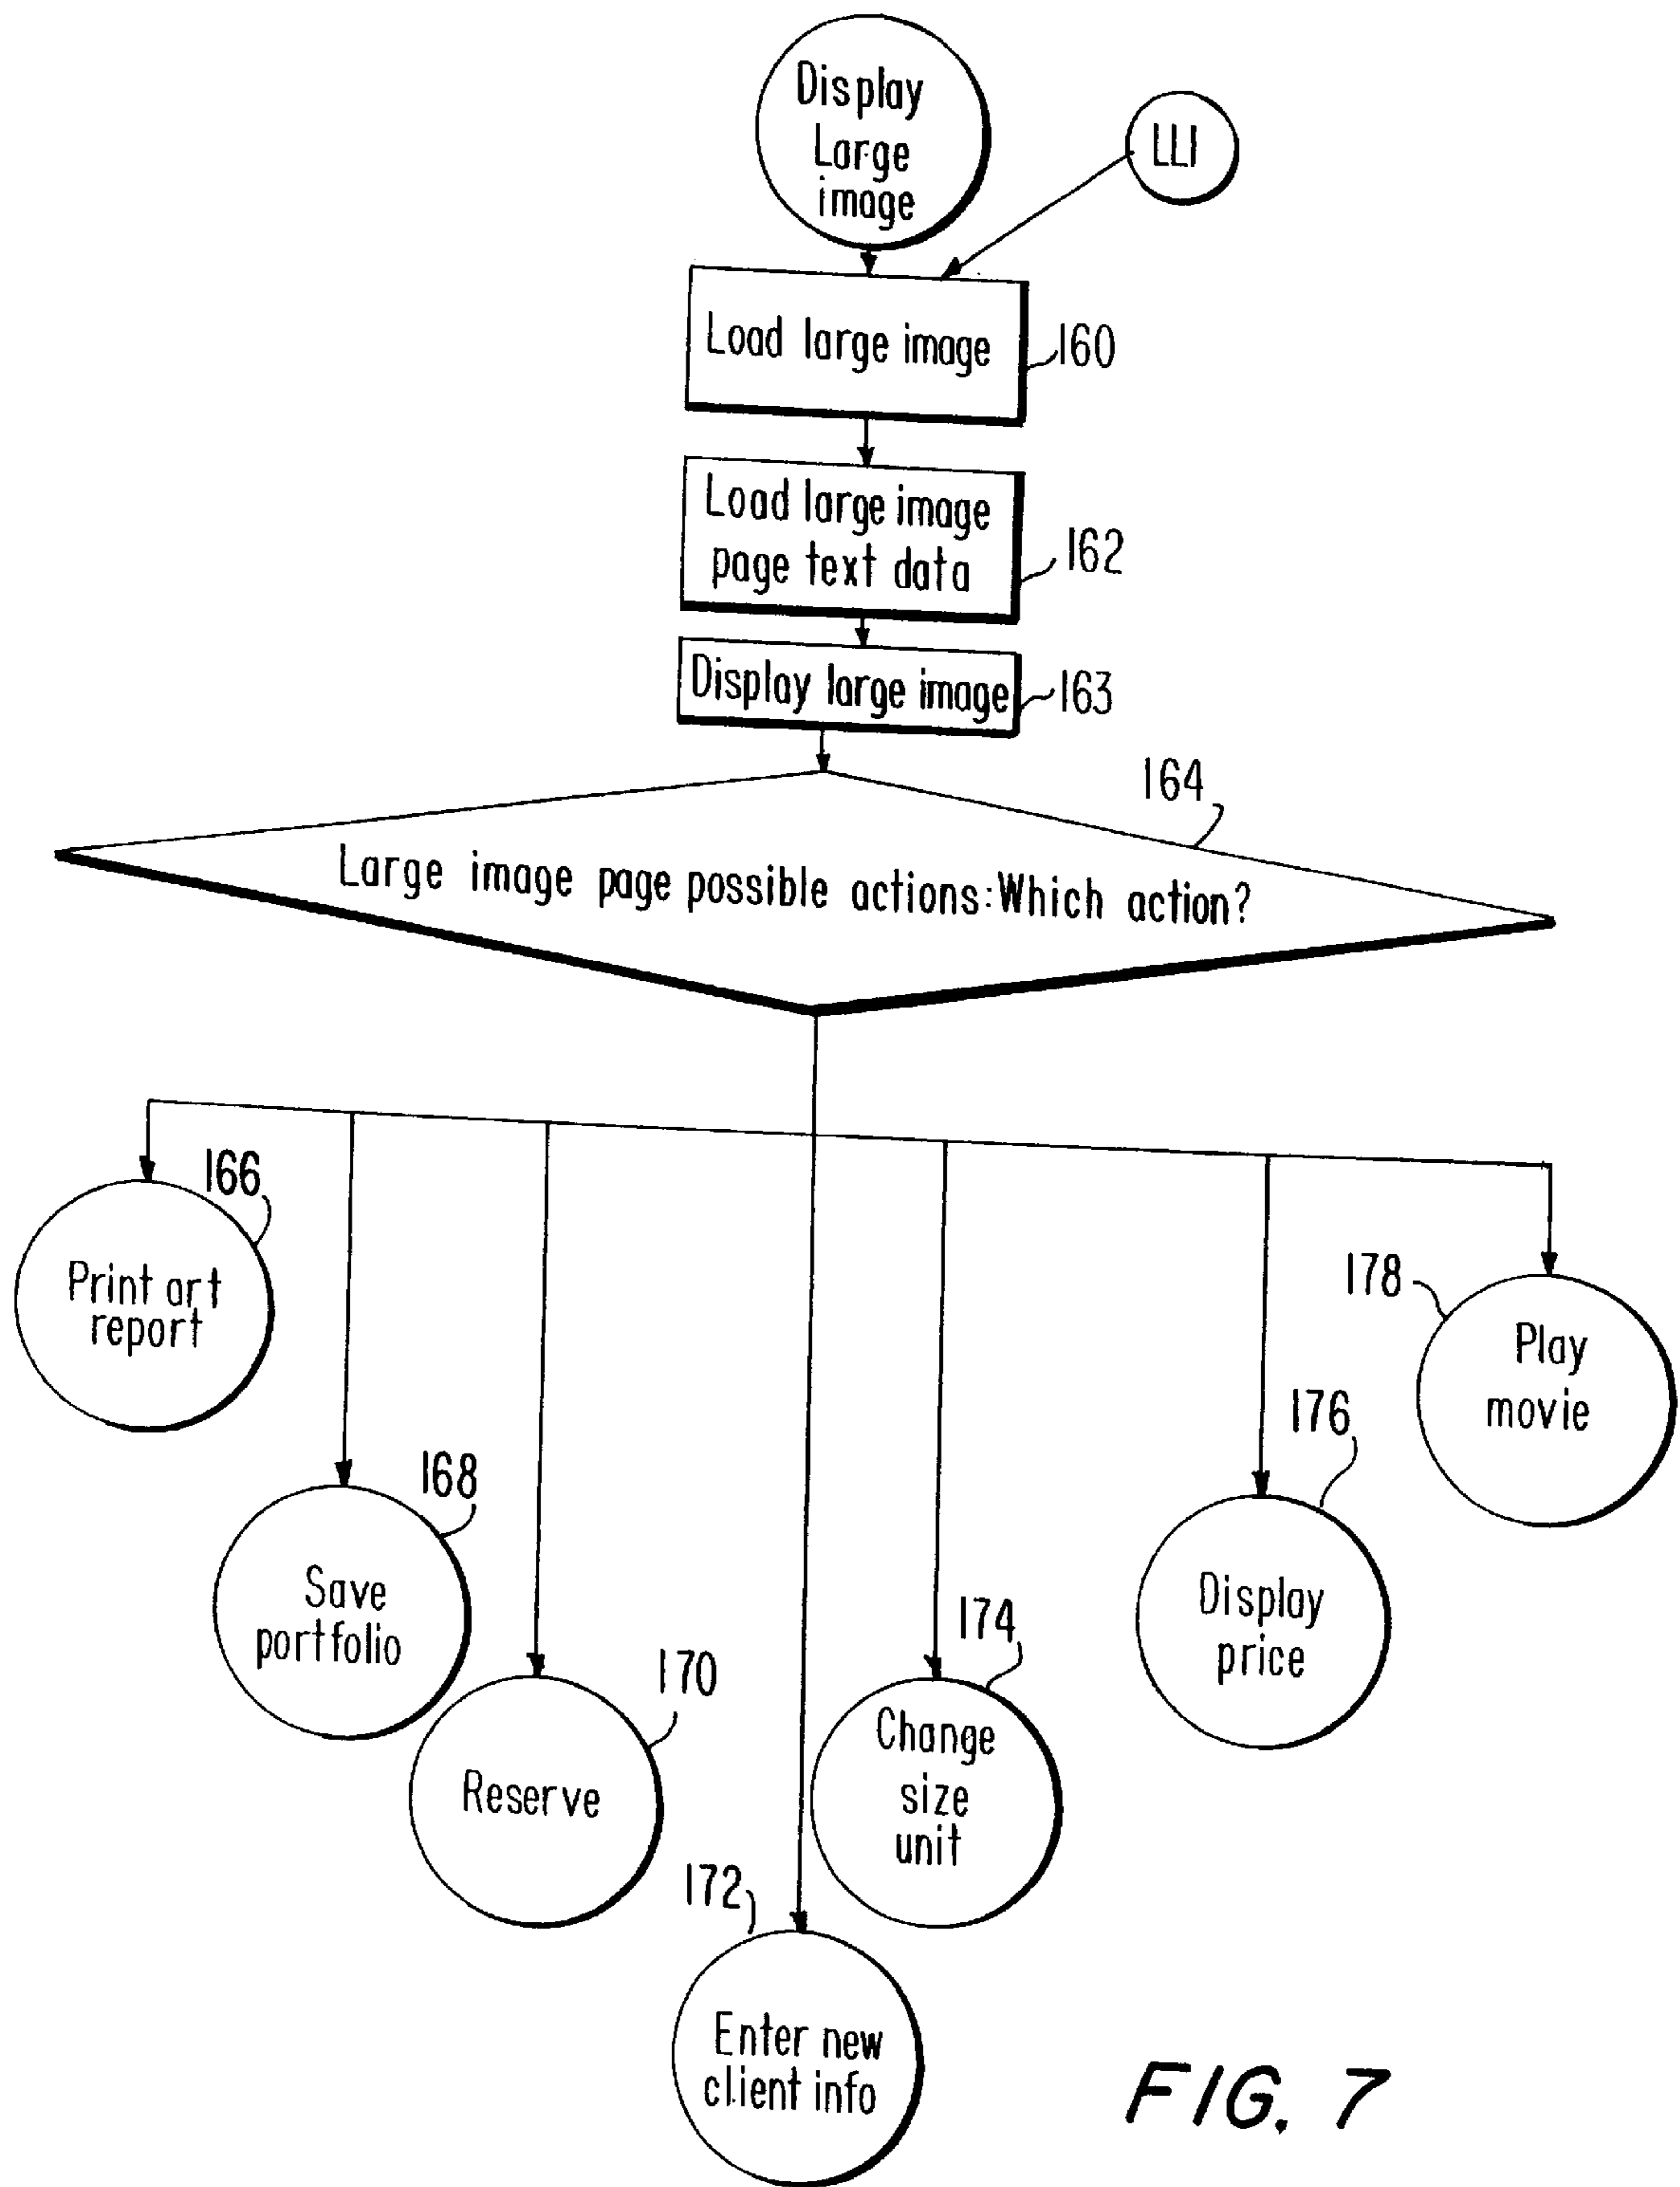 Display
Large
image
LLI
Load large image
160
Load large image
page text data
162
Display large image
163
164
Large image page possible actions:Which action?
166
Print art
report
178
Play
movie
168
Save
portfolio
176
Display
price
170
Reserve
174
Change
size
unit
172
Enter new
client info
FIG. 7